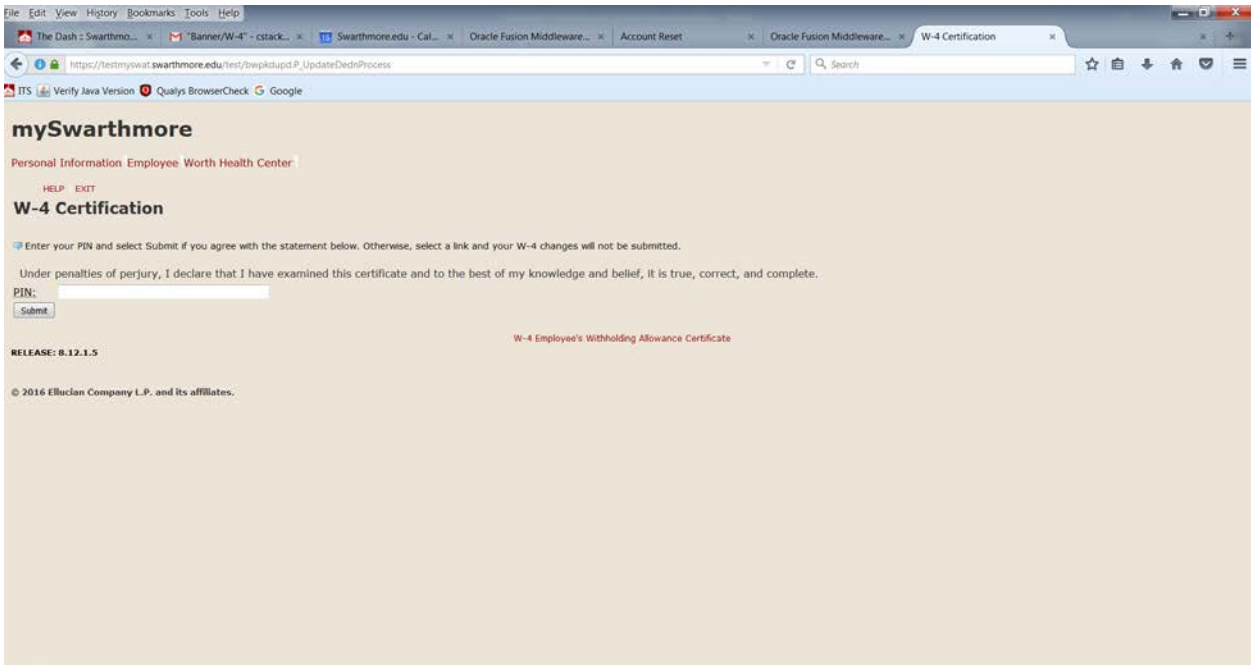 File Edit View History Bookmarks Tools Help
The Dash :: Swarthmo... "Banner/W-4" - cstack... Swarthmore.edu - Cal... Oracle Fusion Middleware... Account Reset Oracle Fusion Middleware... W-4 Certification
https://testmyswat.swarthmore.edu/test/bwpkdupd.P_UpdateDednProcess Search
ITS Verify Java Version Qualys BrowserCheck Google
mySwarthmore
Personal Information Employee Worth Health Center
HELP EXIT
W-4 Certification
Enter your PIN and select Submit if you agree with the statement below. Otherwise, select a link and your W-4 changes will not be submitted.
Under penalties of perjury, I declare that I have examined this certificate and to the best of my knowledge and belief, it is true, correct, and complete.
PIN:
Submit
W-4 Employee's Withholding Allowance Certificate
RELEASE: 8.12.1.5
© 2016 Ellucian Company L.P. and its affiliates.